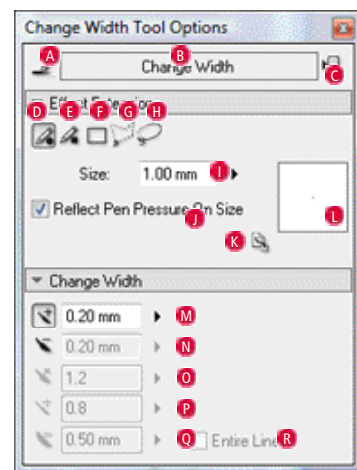 Change Width Tool Options
A B
Change Width
C
Effect Extension
D E F G H
Size: 1.00 mm I
Reflect Pen Pressure On Size
J L
K
Change Width
0.20 mm M
0.20 mm N
1.2 O
0.8 P
0.50 mm Q Entire Line R